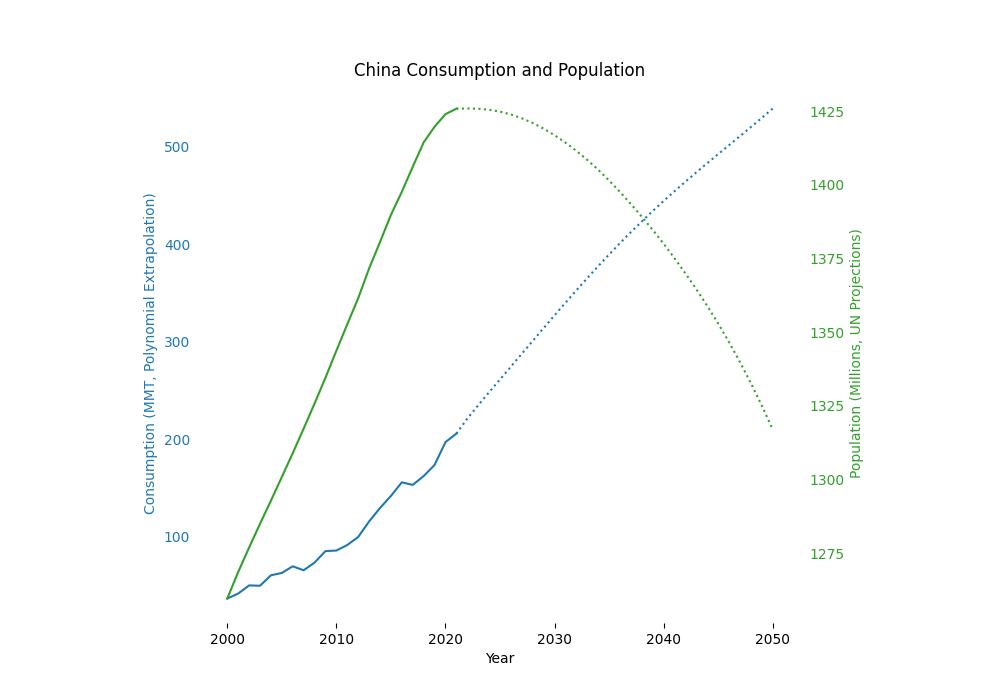 China Consumption and Population
Consumption (MMT, Polynomial Extrapolation)
500
400
300
200
100
1425
1400
1375
1350
1325
1300
1275
Population (Millions, UN Projections)
2000 2010 2020 2030 2040 2050
Year